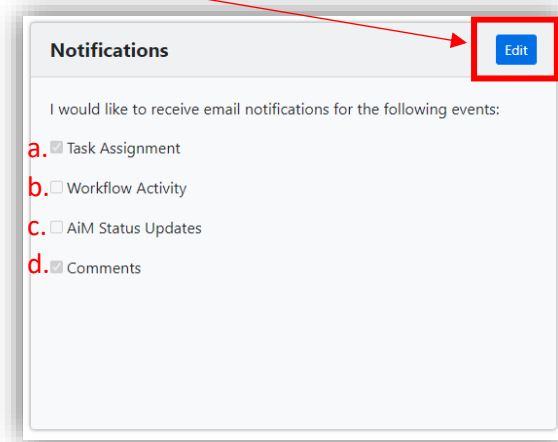 Notifications
Edit
I would like to receive email notifications for the following events:
a. Task Assignment
b. Workflow Activity
c. AiM Status Updates
d. Comments